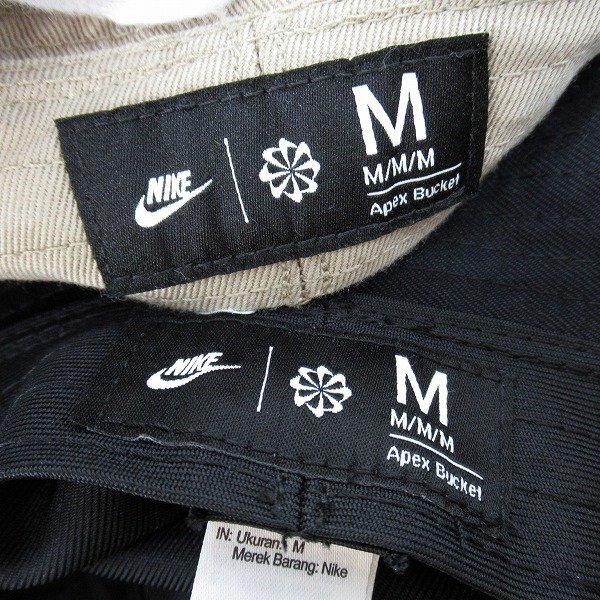 NIKE
M
M/M/M
Apex Bucket
NIKE
M
M/M/M
Apex Bucket
IN: Ukuran: M
Merek Barang: Nike